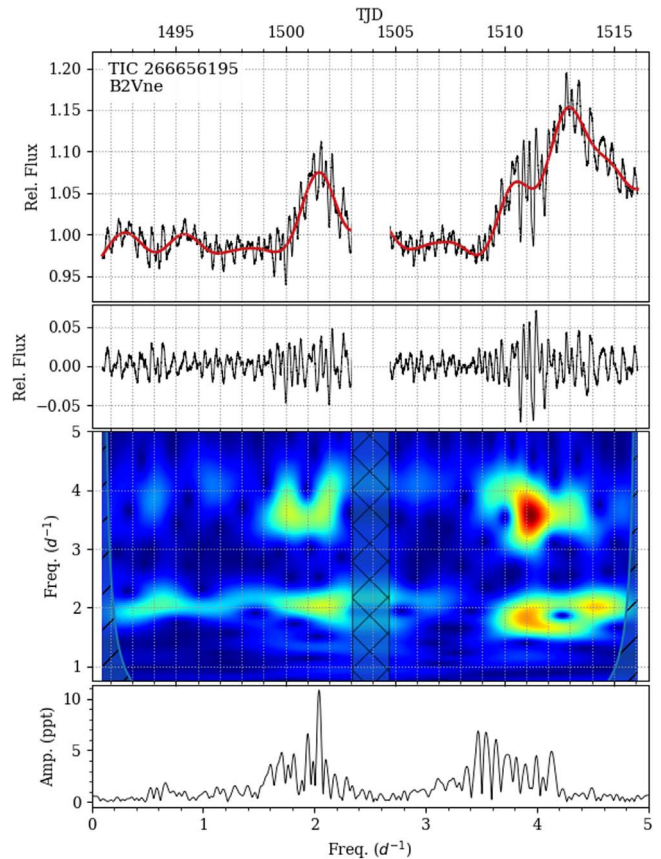 TJD
1495 1500 1505 1510 1515
TIC 266656195
B2Vne
1.20
1.15
1.10
1.05
1.00
0.95
Rel. Flux
0.05
0.00
−0.05
Rel. Flux
5
4
3
2
1
Freq. (d⁻¹)
10
5
0
Amp. (ppt)
0 1 2 3 4 5
Freq. (d⁻¹)